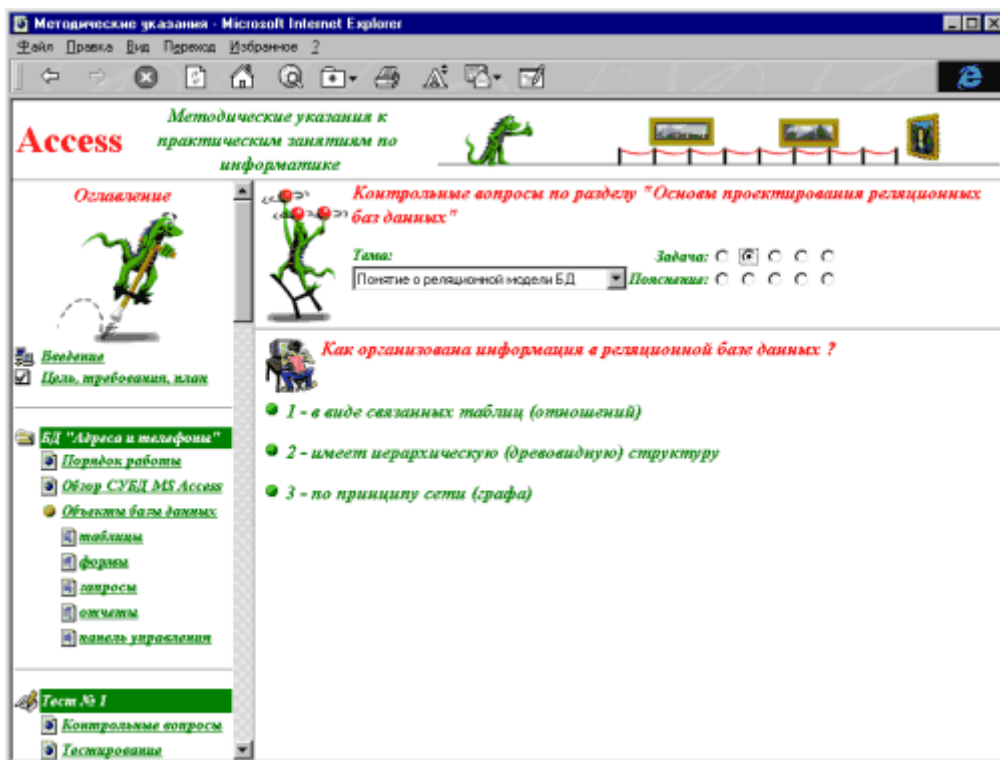 Методические указания - Microsoft Internet Explorer
Файл Правка Вид Переход Избранное ?
Access
Методические указания к
практическим занятиям по
информатике
Оглавление
Введение
Цель, требования, план
БД "Адреса и телефоны"
Порядок работы
Обзор СУБД MS Access
Объекты базы данных
таблицы
формы
запросы
отчеты
панель управления
Тест № 1
Контрольные вопросы
Тестирование
Контрольные вопросы по разделу "Основы проектирования реляционных
баз данных"
Тема:
Задача:
Понятие о реляционной модели БД
Пояснения:
Как организована информация в реляционной базе данных ?
1 - в виде связанных таблиц (отношений)
2 - имеет иерархическую (древовидную) структуру
3 - по принципу сети (графа)